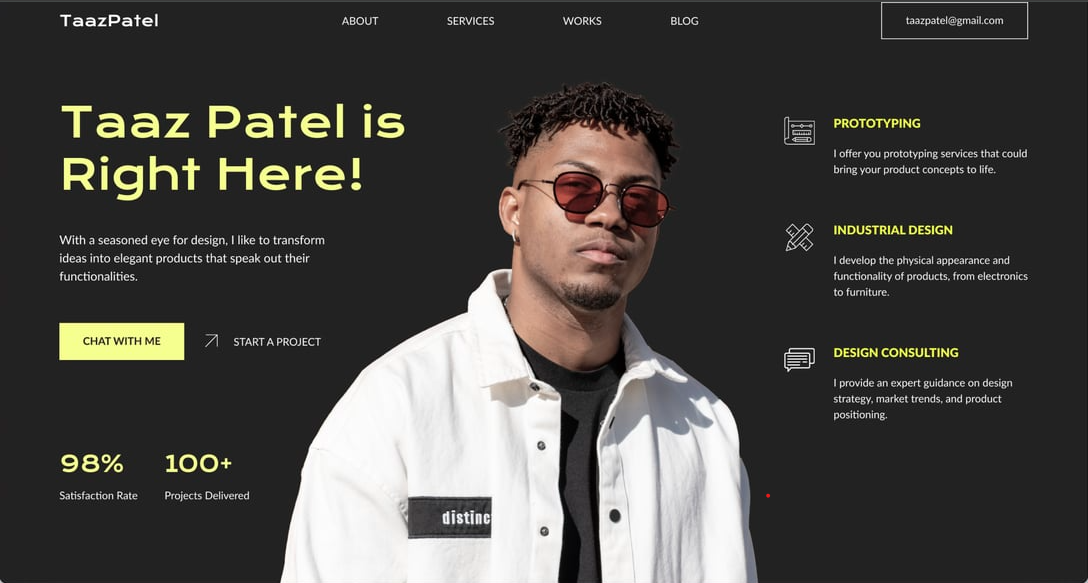 TaazPatel
ABOUT
SERVICES
WORKS
BLOG
taazpatel@gmail.com
Taaz Patel is
Right Here!
With a seasoned eye for design, I like to transform
ideas into elegant products that speak out their
functionalities.
CHAT WITH ME
START A PROJECT
98%
Satisfaction Rate
100+
Projects Delivered
distinc
PROTOTYPING
I offer you prototyping services that could
bring your product concepts to life.
INDUSTRIAL DESIGN
I develop the physical appearance and
functionality of products, from electronics
to furniture.
DESIGN CONSULTING
I provide an expert guidance on design
strategy, market trends, and product
positioning.